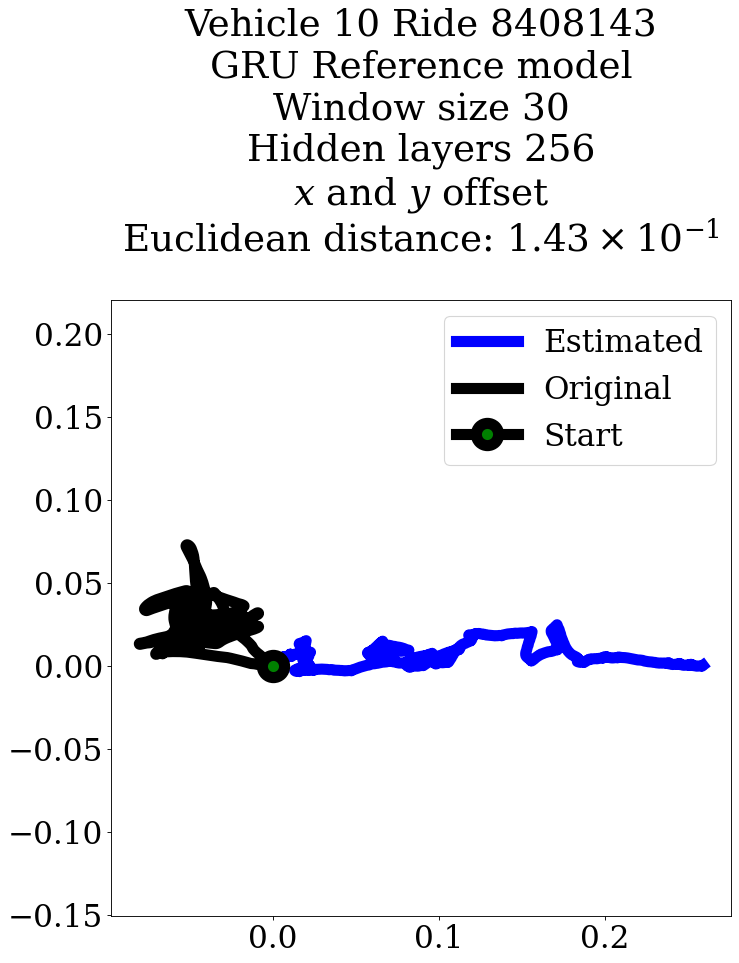 Vehicle 10 Ride 8408143
GRU Reference model
Window size 30
Hidden layers 256
x and y offset
Euclidean distance: 1.43 × 10⁻¹
Estimated
Original
Start
0.20
0.15
0.10
0.05
0.00
−0.05
−0.10
−0.15
0.0 0.1 0.2